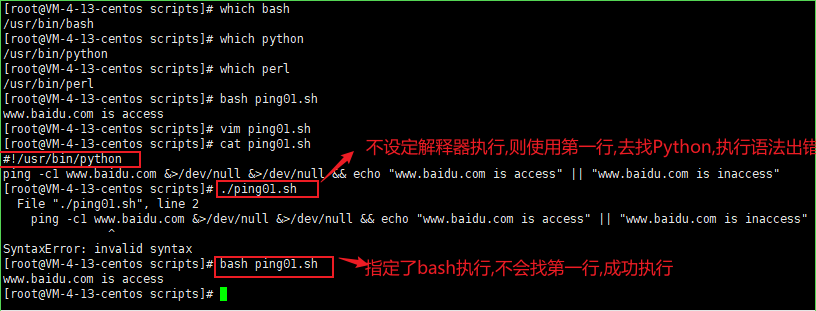 [root@VM-4-13-centos scripts]# which bash
/usr/bin/bash
[root@VM-4-13-centos scripts]# which python
/usr/bin/python
[root@VM-4-13-centos scripts]# which perl
/usr/bin/perl
[root@VM-4-13-centos scripts]# bash ping01.sh
www.baidu.com is access
[root@VM-4-13-centos scripts]# vim ping01.sh
[root@VM-4-13-centos scripts]# cat ping01.sh
不设定解释器执行,则使用第一行,去找Python,执行语法出错
#!/usr/bin/python
ping -c1 www.baidu.com &>/dev/null &>/dev/null && echo "www.baidu.com is access" || "www.baidu.com is inaccess"
[root@VM-4-13-centos scripts]# ./ping01.sh
  File "./ping01.sh", line 2
    ping -c1 www.baidu.com &>/dev/null &>/dev/null && echo "www.baidu.com is access" || "www.baidu.com is inaccess"
              ^
SyntaxError: invalid syntax
[root@VM-4-13-centos scripts]# bash ping01.sh
指定了bash执行,不会找第一行,成功执行
www.baidu.com is access
[root@VM-4-13-centos scripts]#